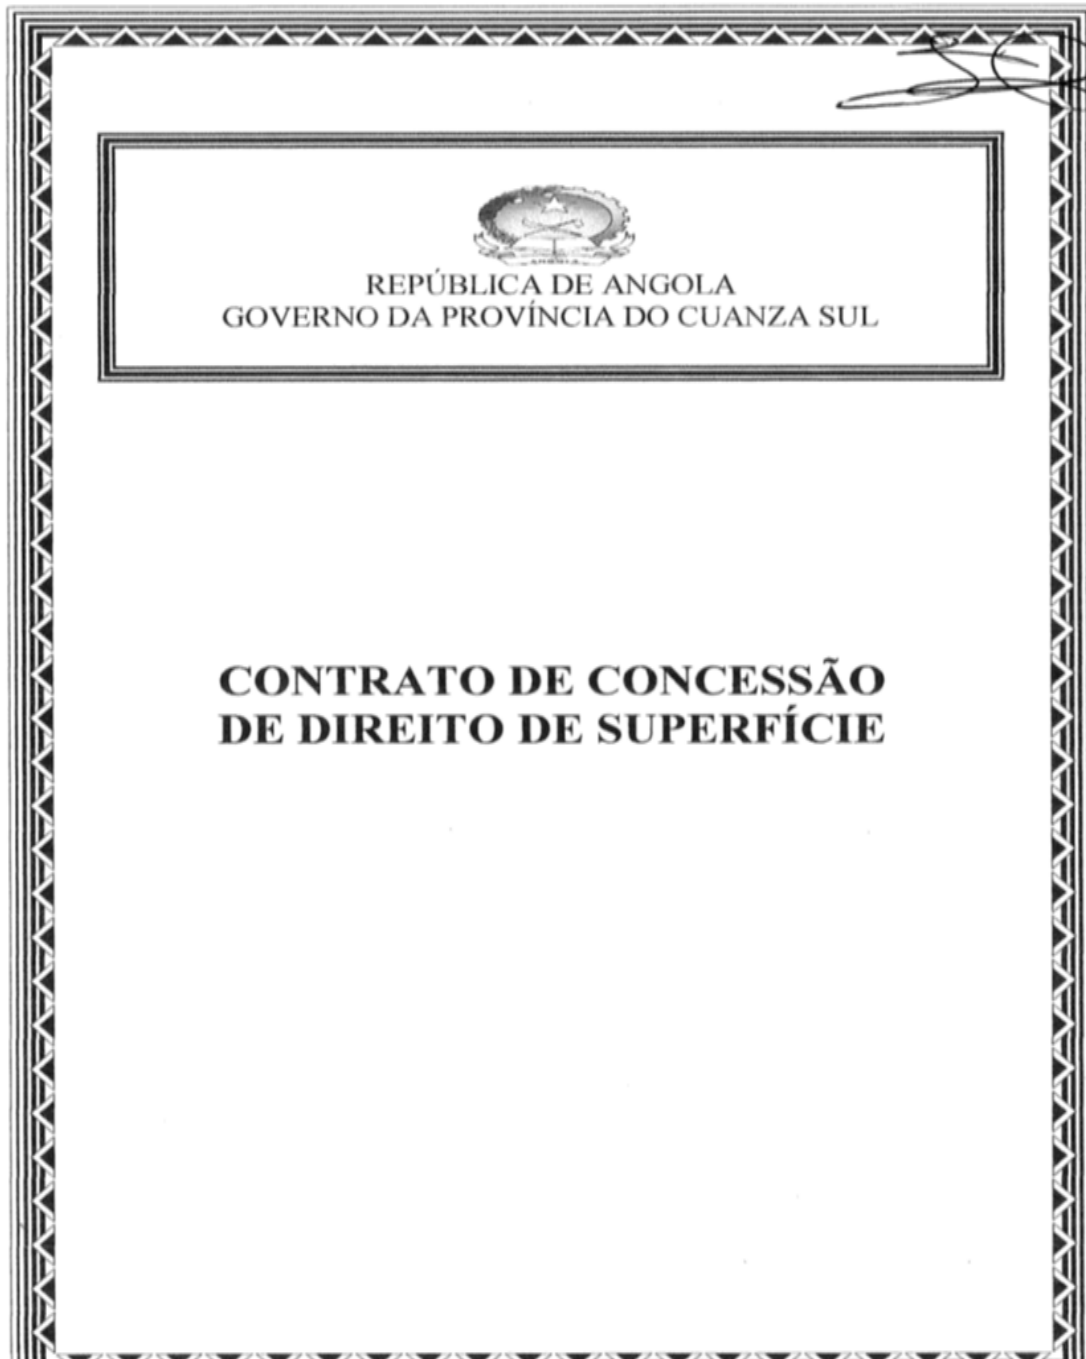 REPÚBLICA DE ANGOLA
GOVERNO DA PROVÍNCIA DO CUANZA SUL
CONTRATO DE CONCESSÃO
DE DIREITO DE SUPERFÍCIE